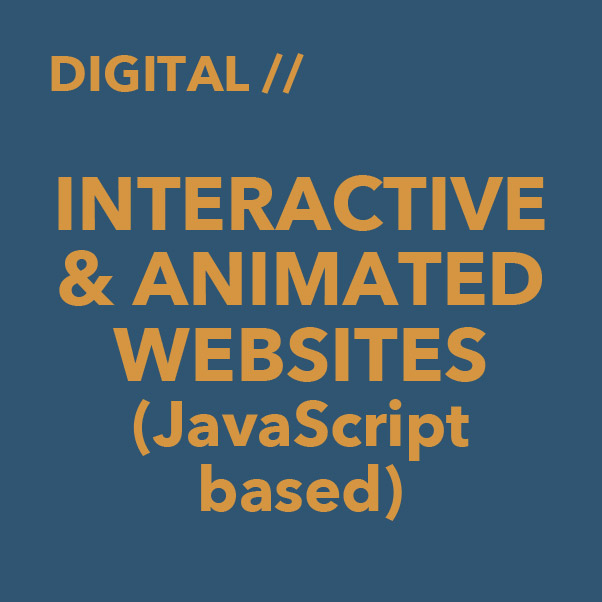 DIGITAL //
INTERACTIVE
& ANIMATED
WEBSITES
(JavaScript
based)